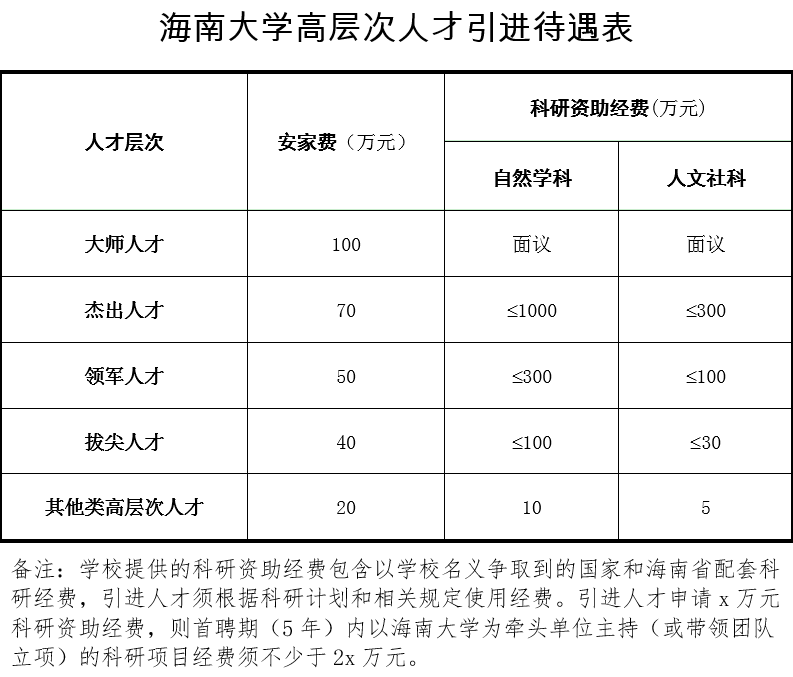 海南大学高层次人才引进待遇表
人才层次 安家费（万元） 科研资助经费(万元)
自然学科 人文社科
大师人才 100 面议 面议
杰出人才 70 ≤1000 ≤300
领军人才 50 ≤300 ≤100
拔尖人才 40 ≤100 ≤30
其他类高层次人才 20 10 5
备注：学校提供的科研资助经费包含以学校名义争取到的国家和海南省配套科
研经费，引进人才须根据科研计划和相关规定使用经费。引进人才申请 x 万元
科研资助经费，则首聘期（5 年）内以海南大学为牵头单位主持（或带领团队
立项）的科研项目经费须不少于 2x 万元。